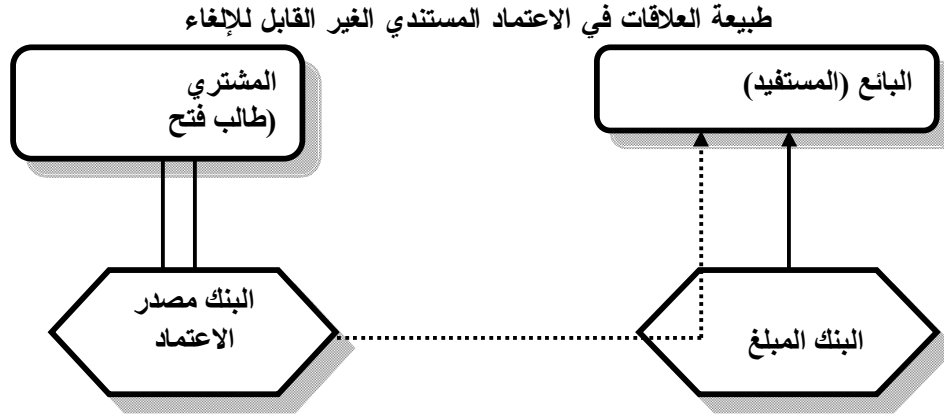 طبيعة العلاقات في الاعتماد المستندي الغير القابل للإلغاء
البائع (المستفيد)
المشتري
(طالب فتح
البنك مصدر
الاعتماد
البنك المبلغ